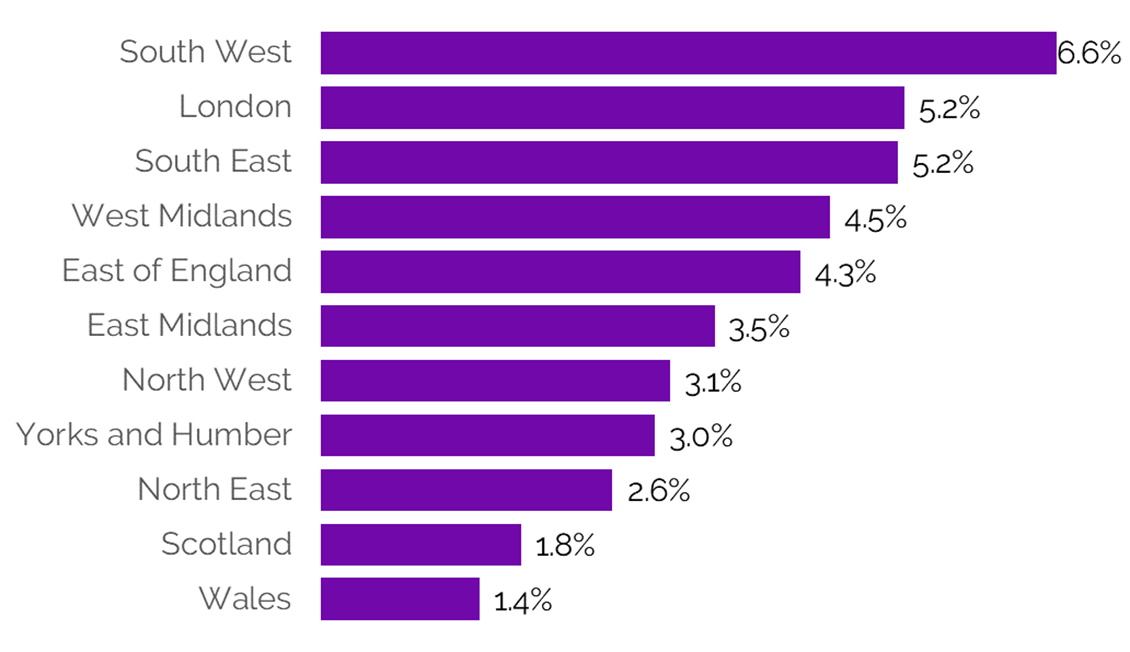 South West 6.6%
London 5.2%
South East 5.2%
West Midlands 4.5%
East of England 4.3%
East Midlands 3.5%
North West 3.1%
Yorks and Humber 3.0%
North East 2.6%
Scotland 1.8%
Wales 1.4%